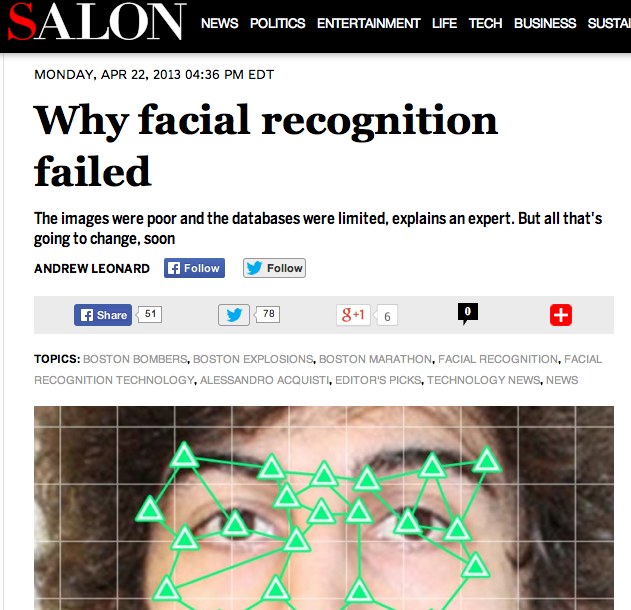 SALON NEWS POLITICS ENTERTAINMENT LIFE TECH BUSINESS SUSTAI
MONDAY, APR 22, 2013 04:36 PM EDT
Why facial recognition
failed
The images were poor and the databases were limited, explains an expert. But all that's
going to change, soon
ANDREW LEONARD Follow Follow
Share 51 78 g+1 6 0
TOPICS: BOSTON BOMBERS, BOSTON EXPLOSIONS, BOSTON MARATHON, FACIAL RECOGNITION, FACIAL
RECOGNITION TECHNOLOGY, ALESSANDRO ACQUISTI, EDITOR'S PICKS, TECHNOLOGY NEWS, NEWS